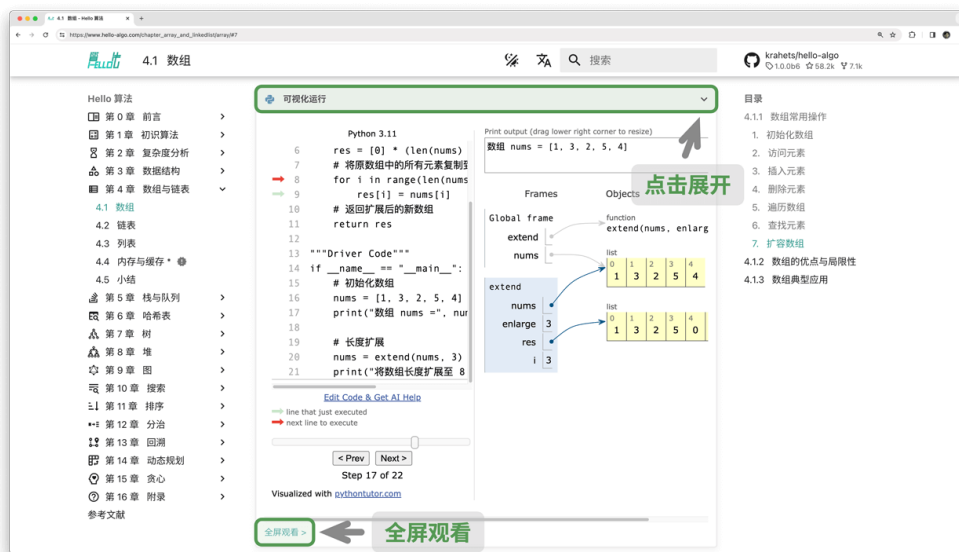 4.1 数组 - Hello 算法
https://www.hello-algo.com/chapter_array_and_linkedlist/array/#7
4.1 数组
搜索
krahets/hello-algo
1.0.0b6 58.2k 7.1k
Hello 算法
第 0 章 前言
第 1 章 初识算法
第 2 章 复杂度分析
第 3 章 数据结构
第 4 章 数组与链表
4.1 数组
4.2 链表
4.3 列表
4.4 内存与缓存 *
4.5 小结
第 5 章 栈与队列
第 6 章 哈希表
第 7 章 树
第 8 章 堆
第 9 章 图
第 10 章 搜索
第 11 章 排序
第 12 章 分治
第 13 章 回溯
第 14 章 动态规划
第 15 章 贪心
第 16 章 附录
参考文献
可视化运行
Python 3.11
6 res = [0] * (len(nums)
7 # 将原数组中的所有元素复制到
8 for i in range(len(nums
9 res[i] = nums[i]
10 # 返回扩展后的新数组
11 return res
12
13 """Driver Code"""
14 if __name__ == "__main__":
15 # 初始化数组
16 nums = [1, 3, 2, 5, 4]
17 print("数组 nums =", nu
18
19 # 长度扩展
20 nums = extend(nums, 3)
21 print("将数组长度扩展至 8
Edit Code & Get AI Help
line that just executed
next line to execute
< Prev Next >
Step 17 of 22
Visualized with pythontutor.com
全屏观看 >
全屏观看
Print output (drag lower right corner to resize)
数组 nums = [1, 3, 2, 5, 4]
点击展开
Frames Objects
Global frame
extend
nums
function
extend(nums, enlarg
list
0 1 2 3 4
1 3 2 5 4
extend
nums
enlarge 3
res
i 3
list
0 1 2 3 4
1 3 2 5 0
目录
4.1.1 数组常用操作
1. 初始化数组
2. 访问元素
3. 插入元素
4. 删除元素
5. 遍历数组
6. 查找元素
7. 扩容数组
4.1.2 数组的优点与局限性
4.1.3 数组典型应用